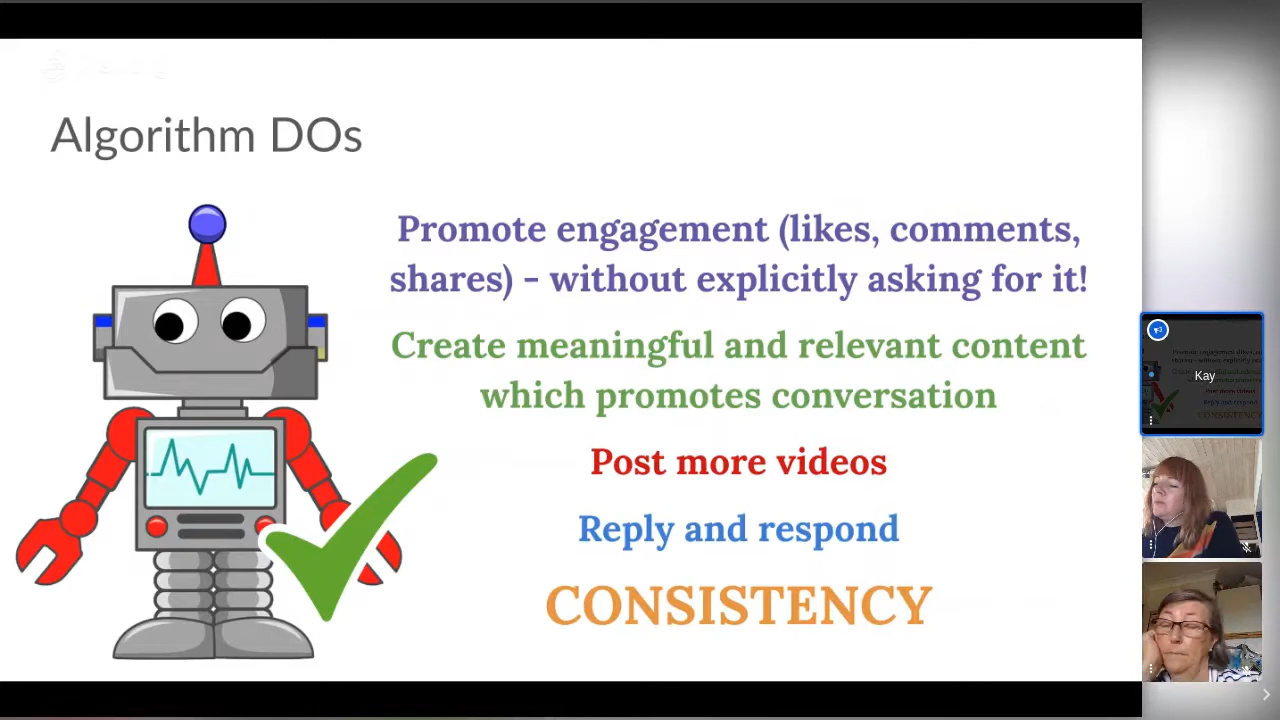 Algorithm DOs
Promote engagement (likes, comments,
shares) - without explicitly asking for it!
Create meaningful and relevant content
which promotes conversation
Post more videos
Reply and respond
CONSISTENCY
Kay